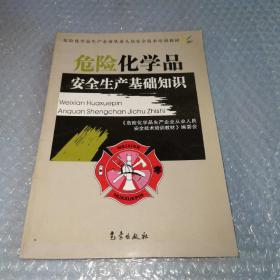 危险化学品生产企业从业人员安全技术培训教材
危险化学品
安全生产基础知识
Weixian Huaxuepin
Anquan Shengchan Jichu Zhishi
《危险化学品生产企业从业人员
安全技术培训教材》编委会
气象出版社